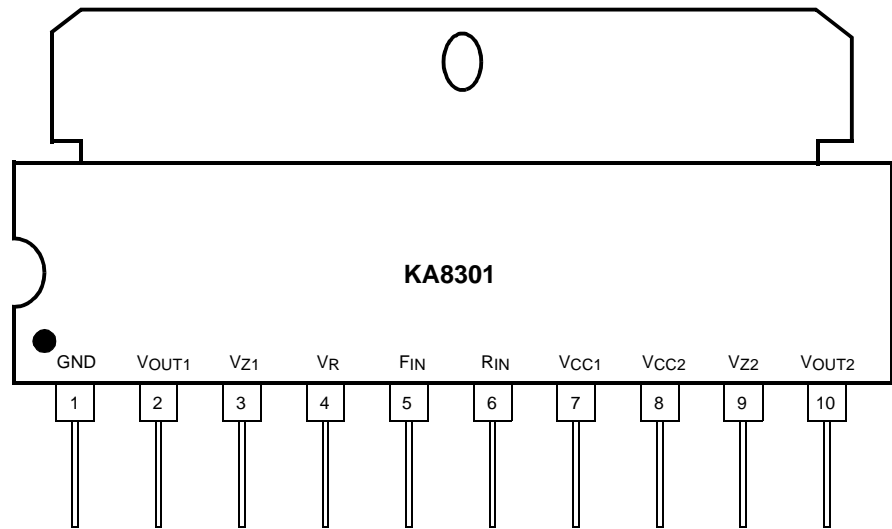 KA8301
GND VOUT1 VZ1 VR FIN RIN VCC1 VCC2 VZ2 VOUT2
1 2 3 4 5 6 7 8 9 10